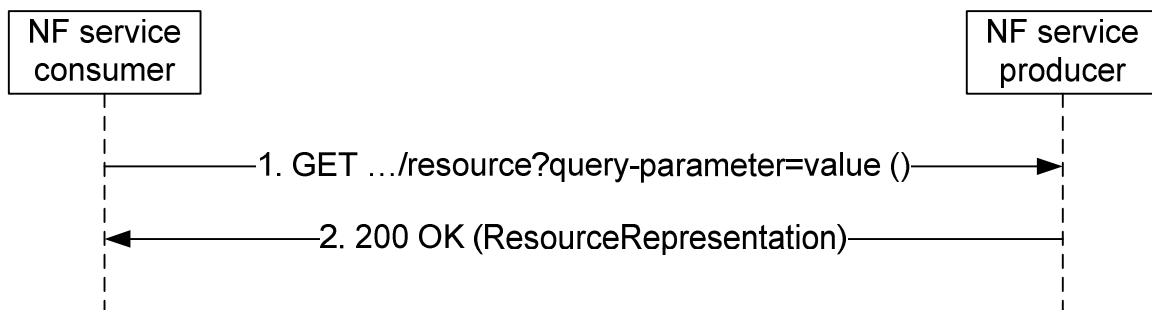 NF service
consumer
NF service
producer
1. GET …/resource?query-parameter=value ()
2. 200 OK (ResourceRepresentation)